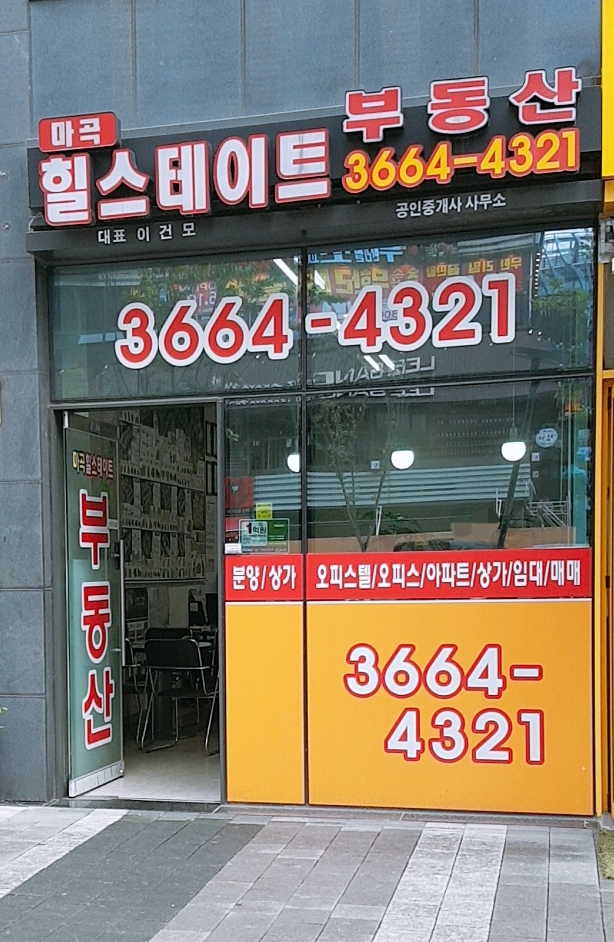 마곡
힐스테이트 부동산
3664-4321
대표 이 건 모
공인중개사 사무소
3664-4321
마곡힐스테이트
부동산
1억원
분양/상가
오피스텔/오피스/아파트/상가/임대/매매
3664-
4321